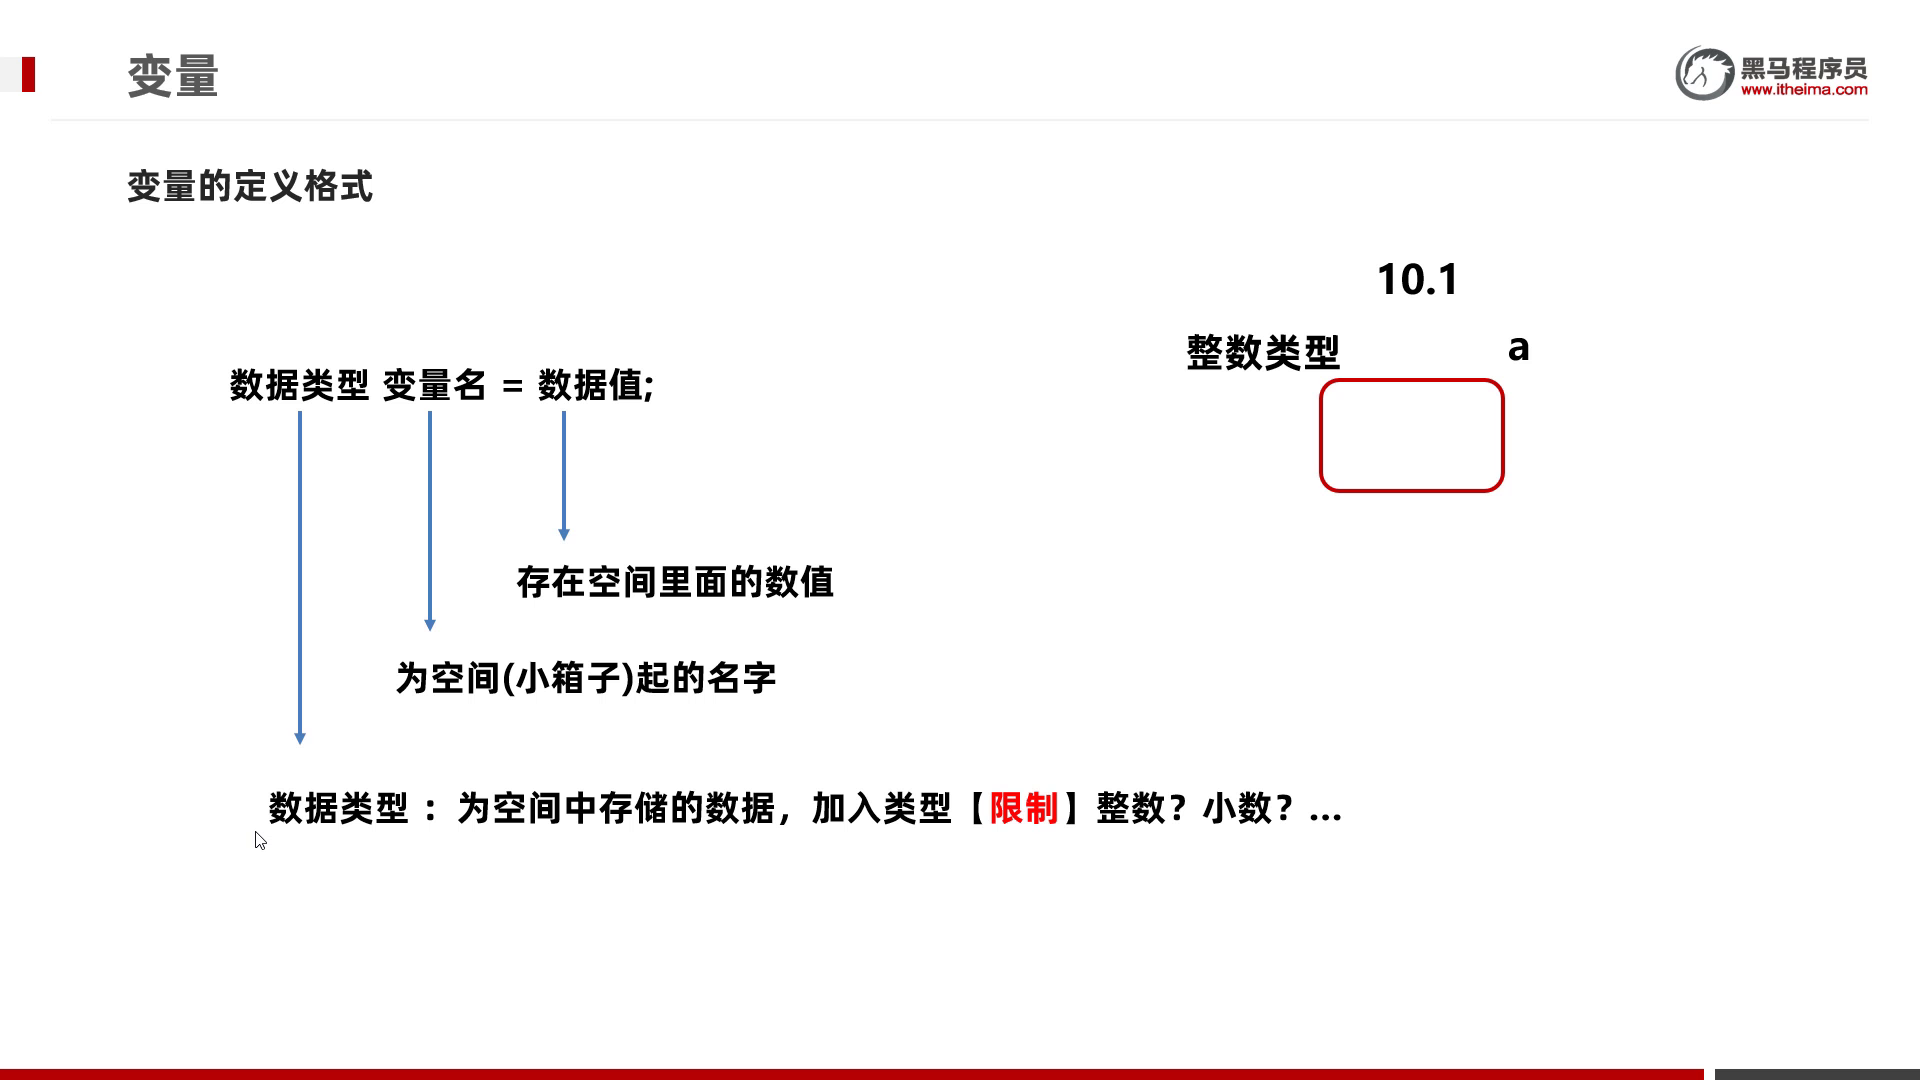 变量
黑马程序员
www.itheima.com
变量的定义格式
10.1
整数类型
a
数据类型 变量名 = 数据值;
存在空间里面的数值
为空间(小箱子)起的名字
数据类型 ：为空间中存储的数据，加入类型【限制】整数？小数？...